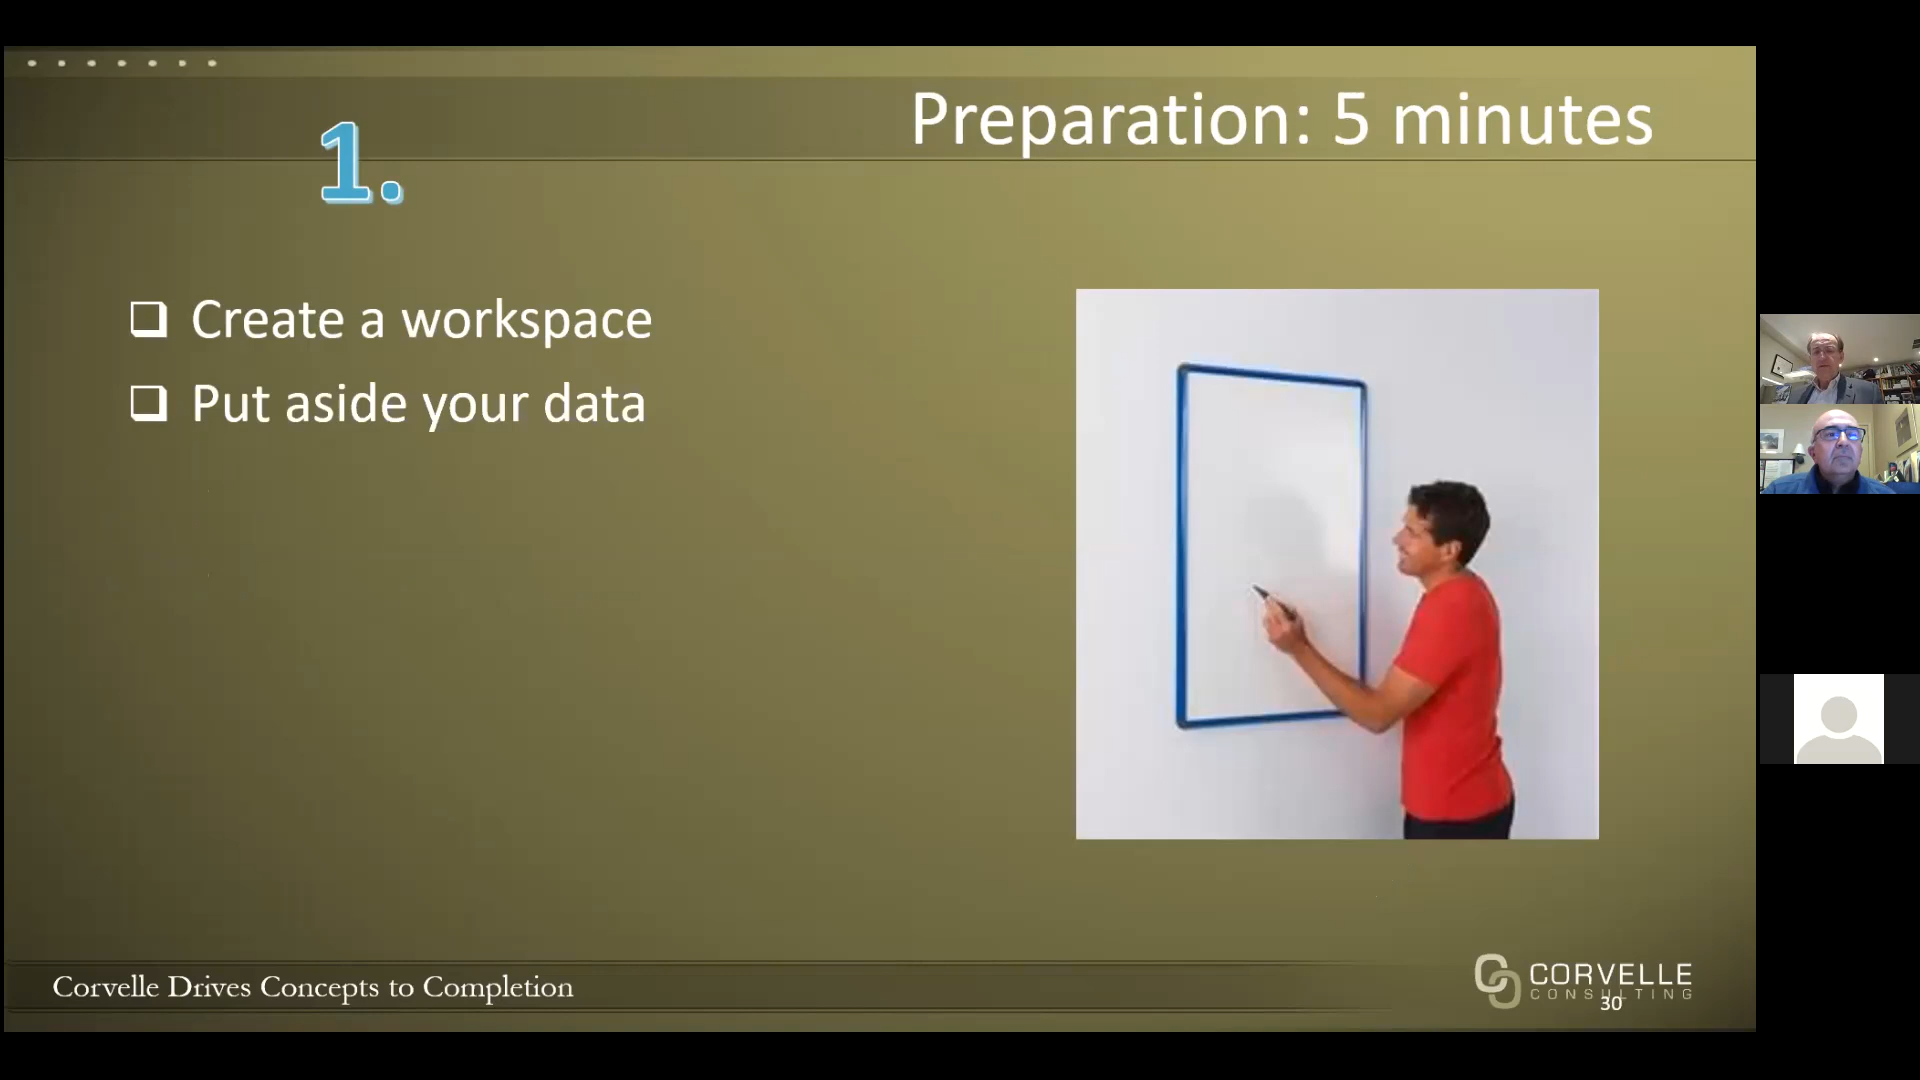 Preparation: 5 minutes
1.
Create a workspace
Put aside your data
Corvelle Drives Concepts to Completion
CORVELLE
CONSULTING
30